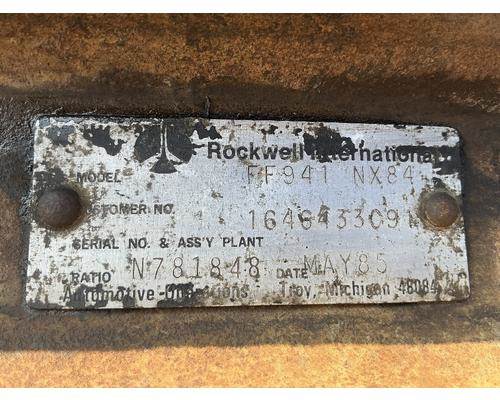 Rockwell International
MODEL FF941 NX84
CUSTOMER NO.
SERIAL NO. & ASS'Y PLANT
RATIO N781848 DATE MAY85
Automotive Operations Troy, Michigan 48084